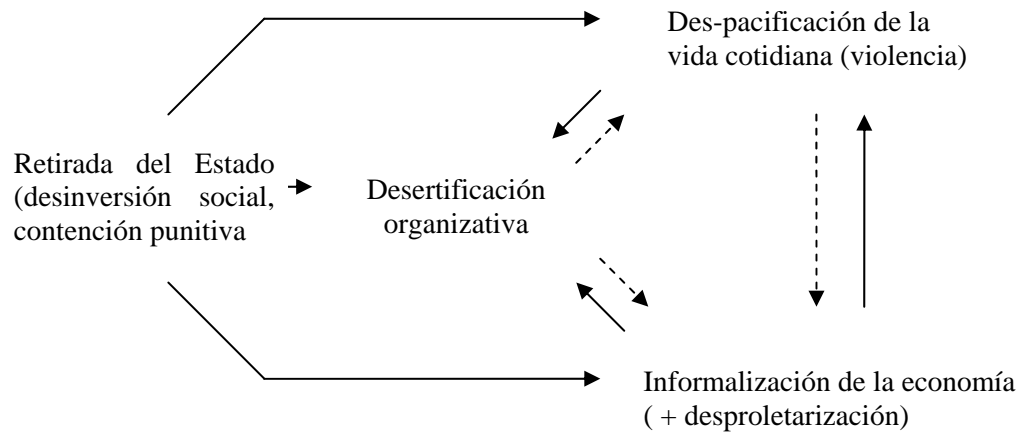 Des-pacificación de la
vida cotidiana (violencia)
Retirada del Estado
(desinversión social,
contención punitiva
Desertificación
organizativa
Informalización de la economía
( + desproletarización)